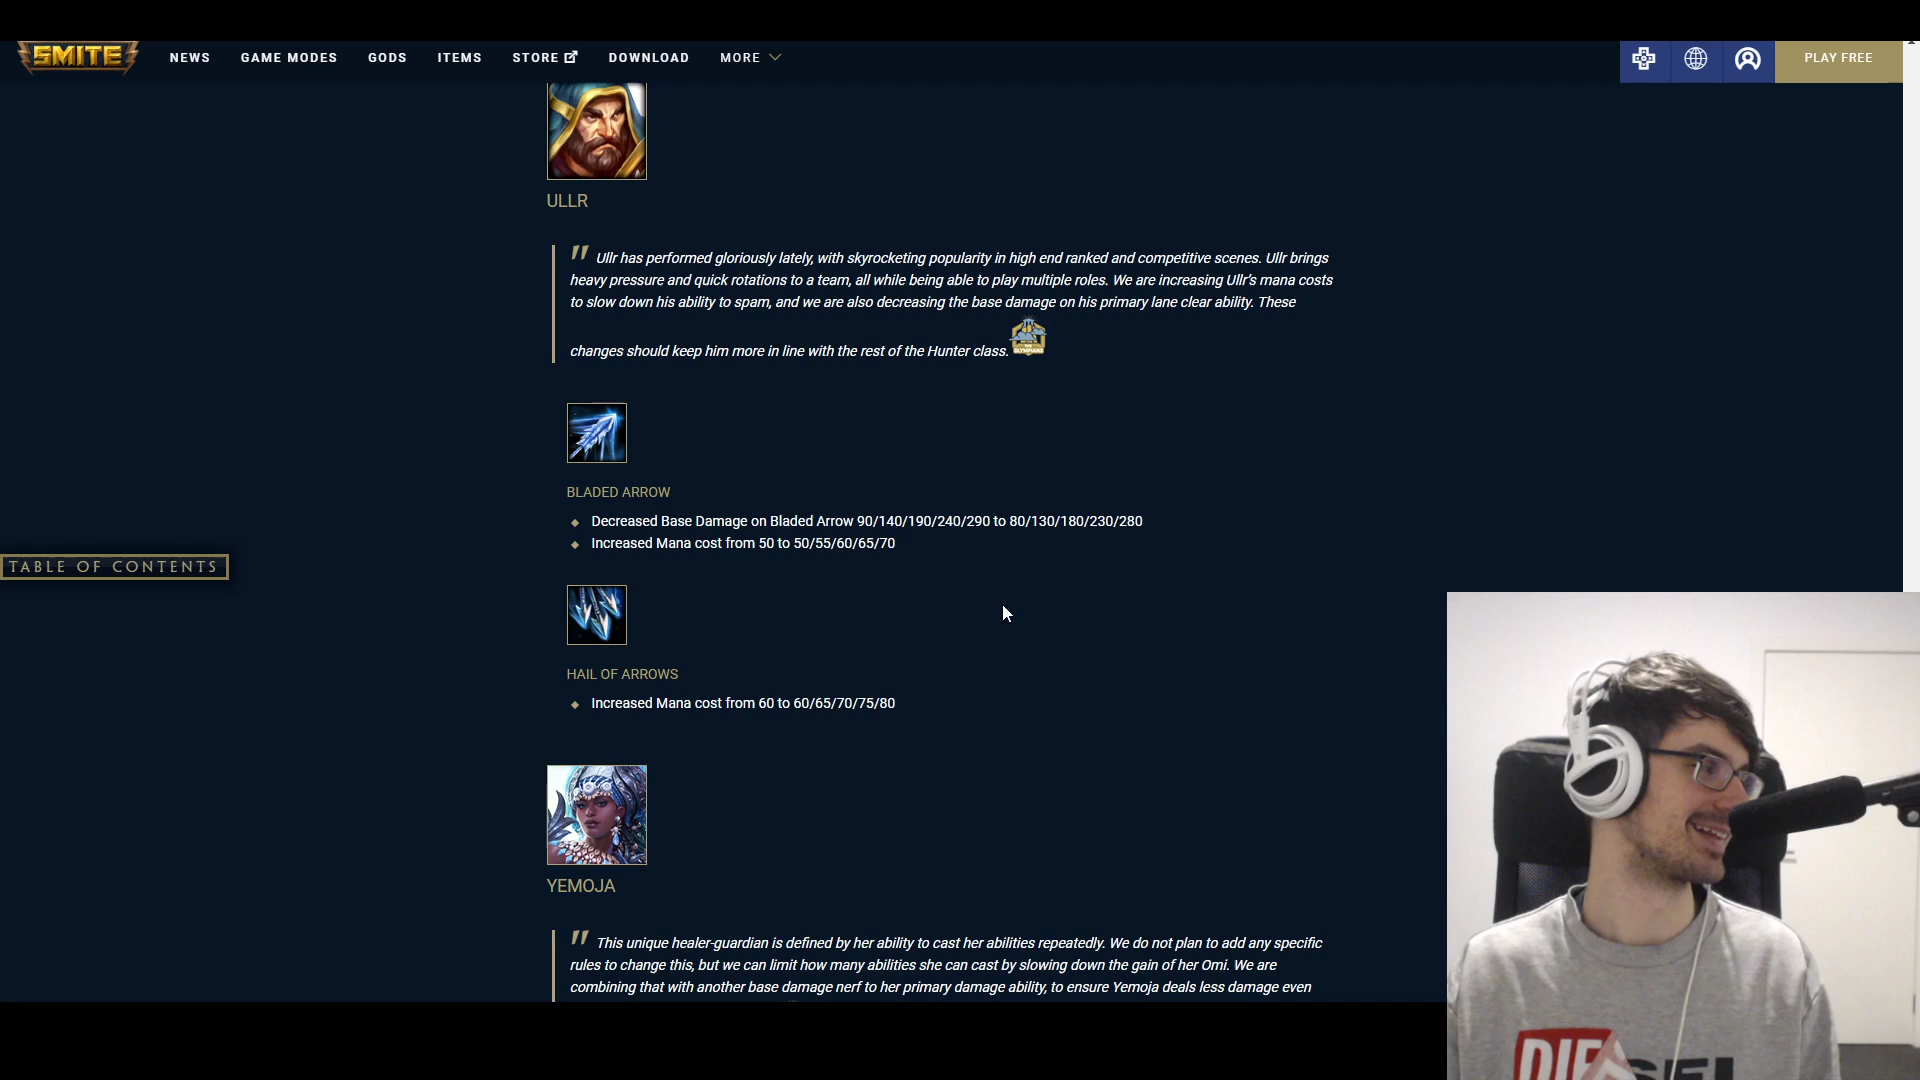 SMITE
NEWS GAME MODES GODS ITEMS STORE DOWNLOAD MORE
PLAY FREE
ULLR
" Ullr has performed gloriously lately, with skyrocketing popularity in high end ranked and competitive scenes. Ullr brings
heavy pressure and quick rotations to a team, all while being able to play multiple roles. We are increasing Ullr’s mana costs
to slow down his ability to spam, and we are also decreasing the base damage on his primary lane clear ability. These
changes should keep him more in line with the rest of the Hunter class.
OLYMPIANS
BLADED ARROW
Decreased Base Damage on Bladed Arrow 90/140/190/240/290 to 80/130/180/230/280
Increased Mana cost from 50 to 50/55/60/65/70
TABLE OF CONTENTS
HAIL OF ARROWS
Increased Mana cost from 60 to 60/65/70/75/80
YEMOJA
" This unique healer-guardian is defined by her ability to cast her abilities repeatedly. We do not plan to add any specific
rules to change this, but we can limit how many abilities she can cast by slowing down the gain of her Omi. We are
combining that with another base damage nerf to her primary damage ability, to ensure Yemoja deals less damage even
DIESEL